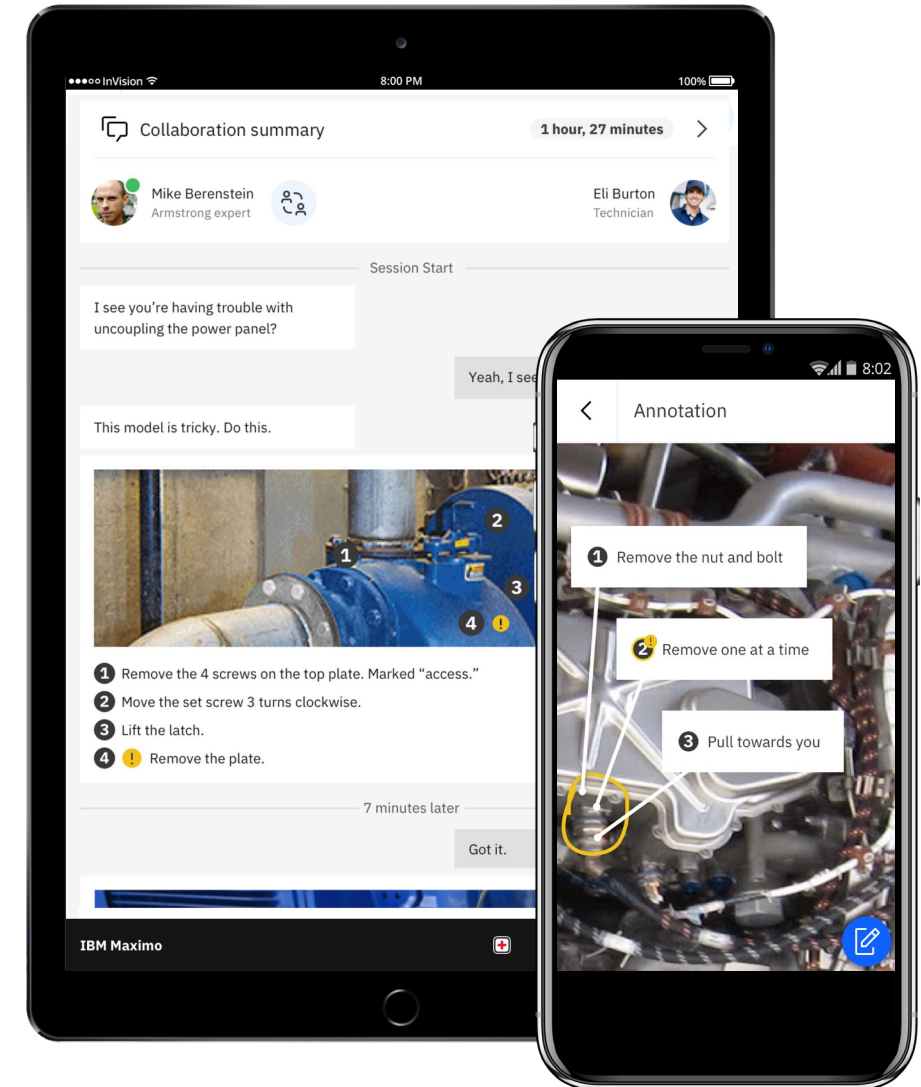 InVision
8:00 PM
100%
Collaboration summary
1 hour, 27 minutes
Mike Berenstein
Armstrong expert
Eli Burton
Technician
Session Start
I see you’re having trouble with
uncoupling the power panel?
Yeah, I see
This model is tricky. Do this.
1
2
3
4 !
1 Remove the 4 screws on the top plate. Marked “access.”
2 Move the set screw 3 turns clockwise.
3 Lift the latch.
4 ! Remove the plate.
7 minutes later
Got it.
IBM Maximo
8:02
Annotation
1 Remove the nut and bolt
2 ! Remove one at a time
3 Pull towards you